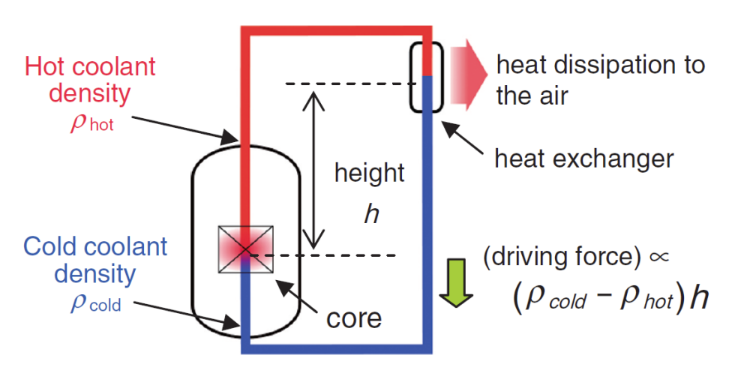 Hot coolant
density
ρ hot
heat dissipation to
the air
heat exchanger
height
h
Cold coolant
density
ρ cold
core
(driving force) ∝
(ρ cold − ρ hot) h